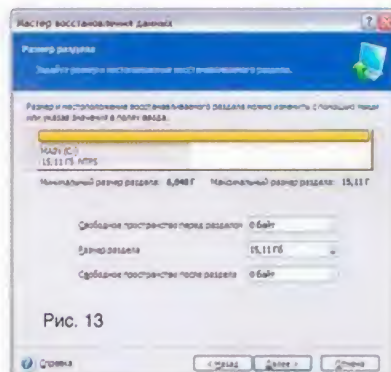 Мастер восстановления данных
Размер раздела
Задайте размер и местоположение восстанавливаемого раздела.
Размер и местоположение восстанавливаемого раздела можно изменить с помощью мыши
или указав значения в полях ввода.
MAIN (C:)
15,11 ГБ NTFS
Минимальный размер раздела: 6,048 Г Максимальный размер раздела: 15,11 Г
Свободное пространство перед разделом 0 байт
Размер раздела 15,11 Гб
Свободное пространство после раздела 0 байт
Рис. 13
Справка < Назад Далее > Отмена